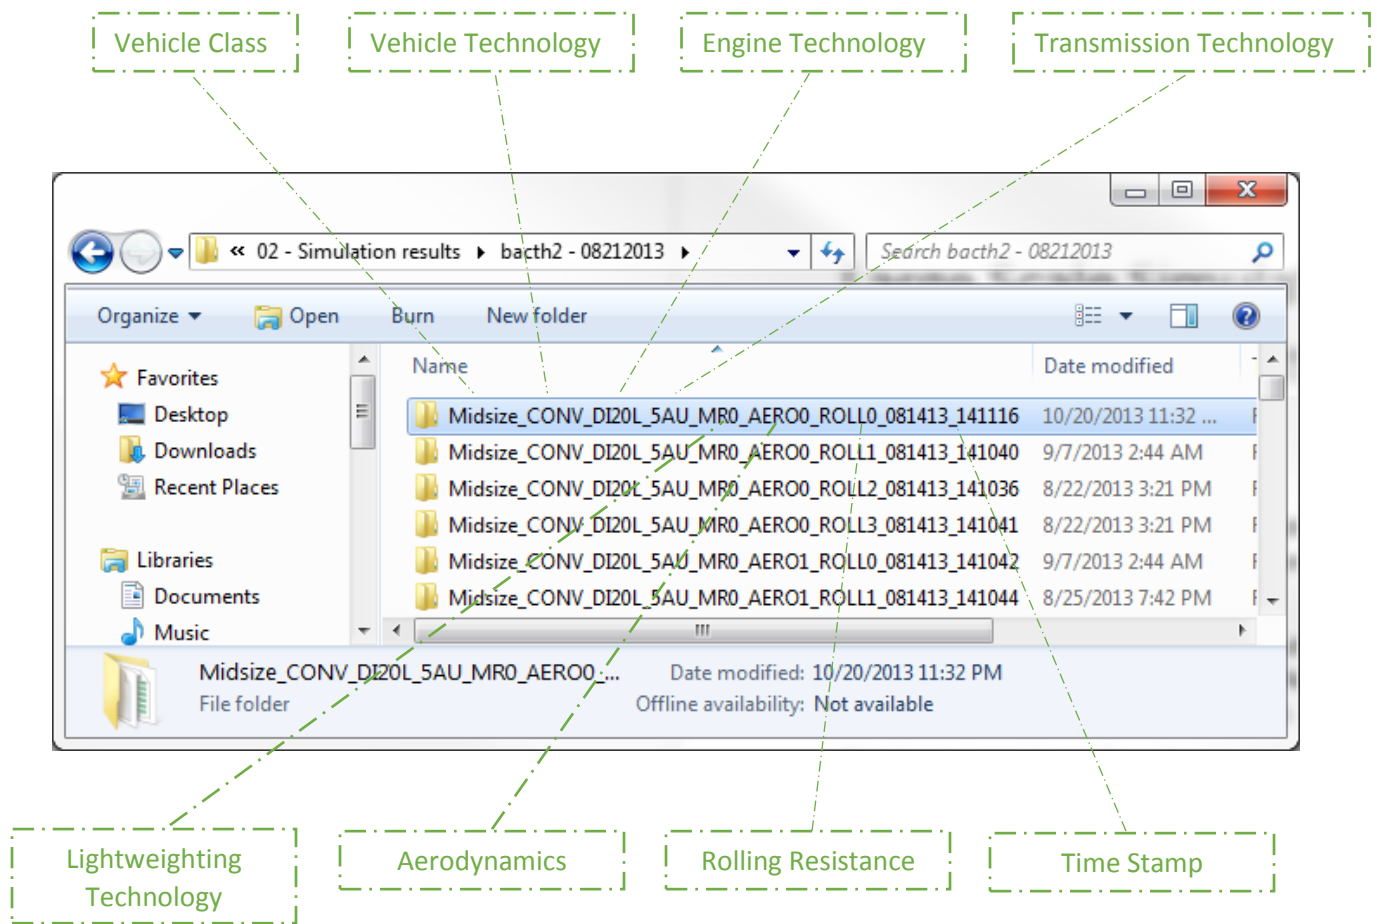 Vehicle Class
Vehicle Technology
Engine Technology
Transmission Technology
« 02 - Simulation results ▸ bacth2 - 08212013 ▸
Search bacth2 - 08212013
Organize ▾ Open Burn New folder
Favorites
Desktop
Downloads
Recent Places
Libraries
Documents
Music
Name Date modified
Midsize_CONV_DI20L_5AU_MR0_AERO0_ROLL0_081413_141116 10/20/2013 11:32 ...
Midsize_CONV_DI20L_5AU_MR0_AERO0_ROLL1_081413_141040 9/7/2013 2:44 AM
Midsize_CONV_DI20L_5AU_MR0_AERO0_ROLL2_081413_141036 8/22/2013 3:21 PM
Midsize_CONV_DI20L_5AU_MR0_AERO0_ROLL3_081413_141041 8/22/2013 3:21 PM
Midsize_CONV_DI20L_5AU_MR0_AERO1_ROLL0_081413_141042 9/7/2013 2:44 AM
Midsize_CONV_DI20L_5AU_MR0_AERO1_ROLL1_081413_141044 8/25/2013 7:42 PM
Midsize_CONV_DI20L_5AU_MR0_AERO0_... Date modified: 10/20/2013 11:32 PM
File folder Offline availability: Not available
Lightweighting
Technology
Aerodynamics
Rolling Resistance
Time Stamp